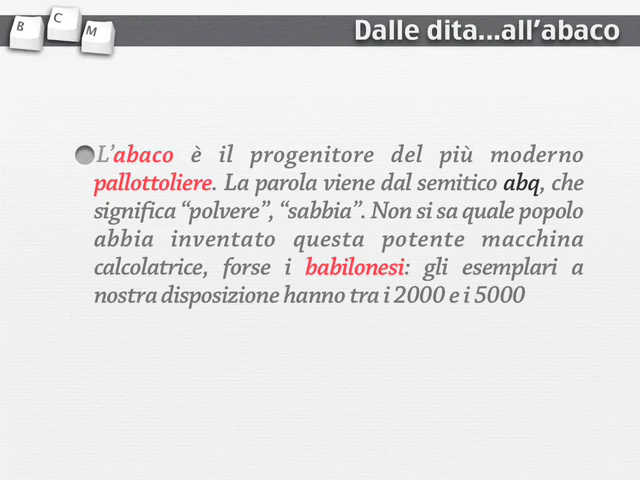 B C M
Dalle dita...all’abaco
L’abaco è il progenitore del più moderno
pallottoliere. La parola viene dal semitico abq, che
significa “polvere”, “sabbia”. Non si sa quale popolo
abbia inventato questa potente macchina
calcolatrice, forse i babilonesi: gli esemplari a
nostra disposizione hanno tra i 2000 e i 5000